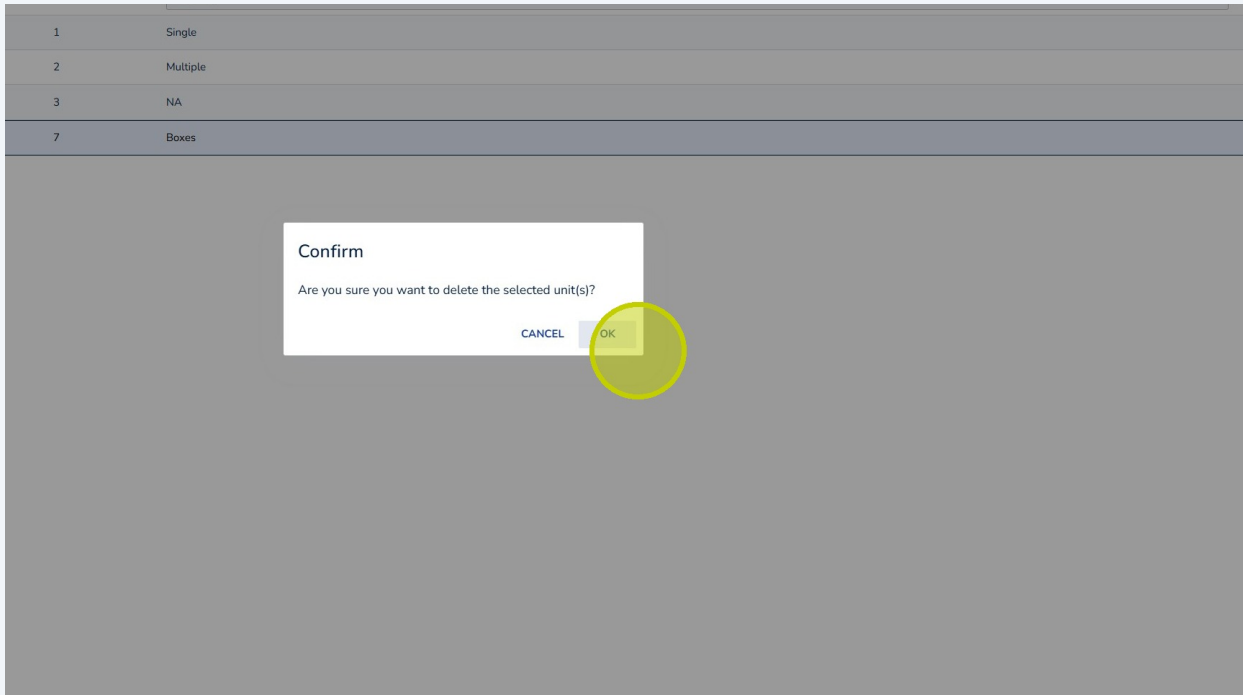 1 Single
2 Multiple
3 NA
7 Boxes
Confirm
Are you sure you want to delete the selected unit(s)?
CANCEL OK